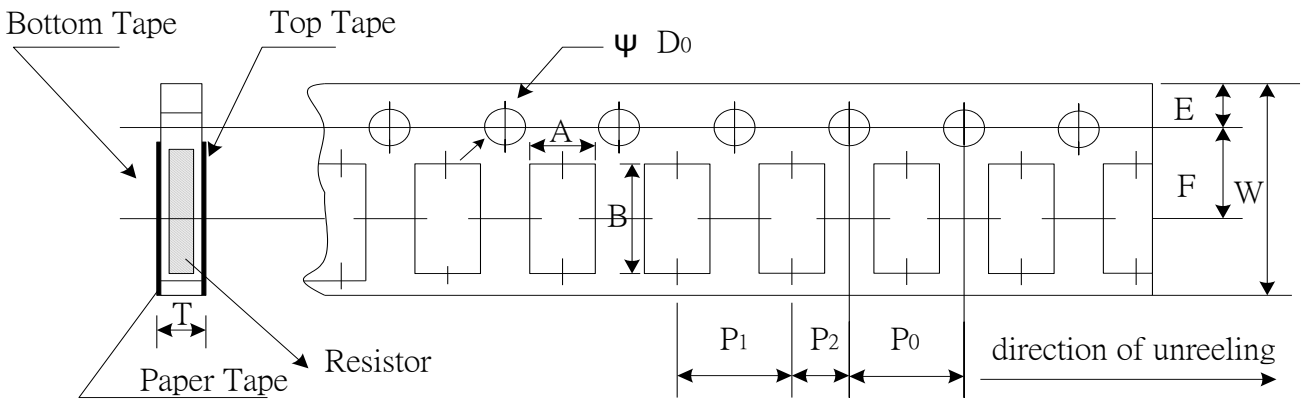 Bottom Tape
Top Tape
Ψ D0
E
A
F
W
B
T
P1
P2
P0
direction of unreeling
Resistor
Paper Tape